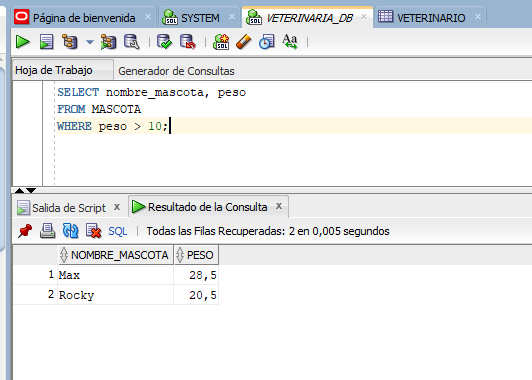 Página de bienvenida SYSTEM VETERINARIA_DB VETERINARIO
Hoja de Trabajo Generador de Consultas
SELECT nombre_mascota, peso
FROM MASCOTA
WHERE peso > 10;
Salida de Script x Resultado de la Consulta x
SQL | Todas las Filas Recuperadas: 2 en 0,005 segundos
NOMBRE_MASCOTA PESO
1 Max 28,5
2 Rocky 20,5